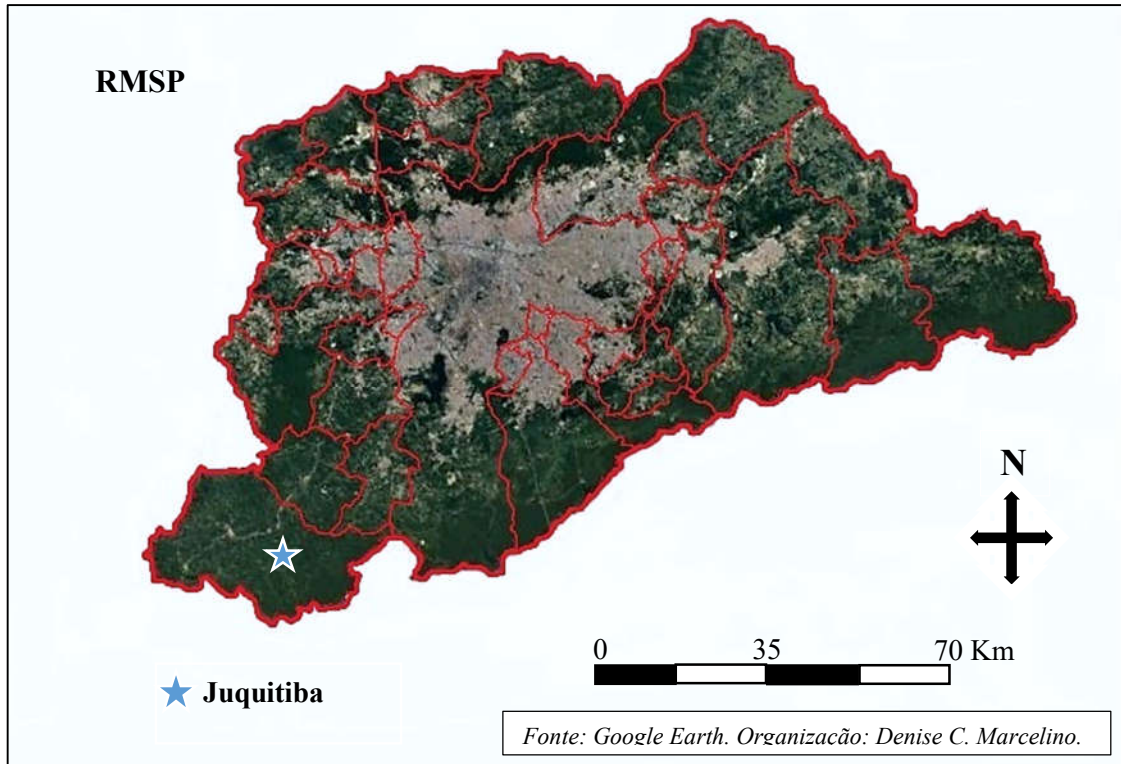 RMSP
N
0 35 70 Km
Juquitiba
Fonte: Google Earth. Organização: Denise C. Marcelino.